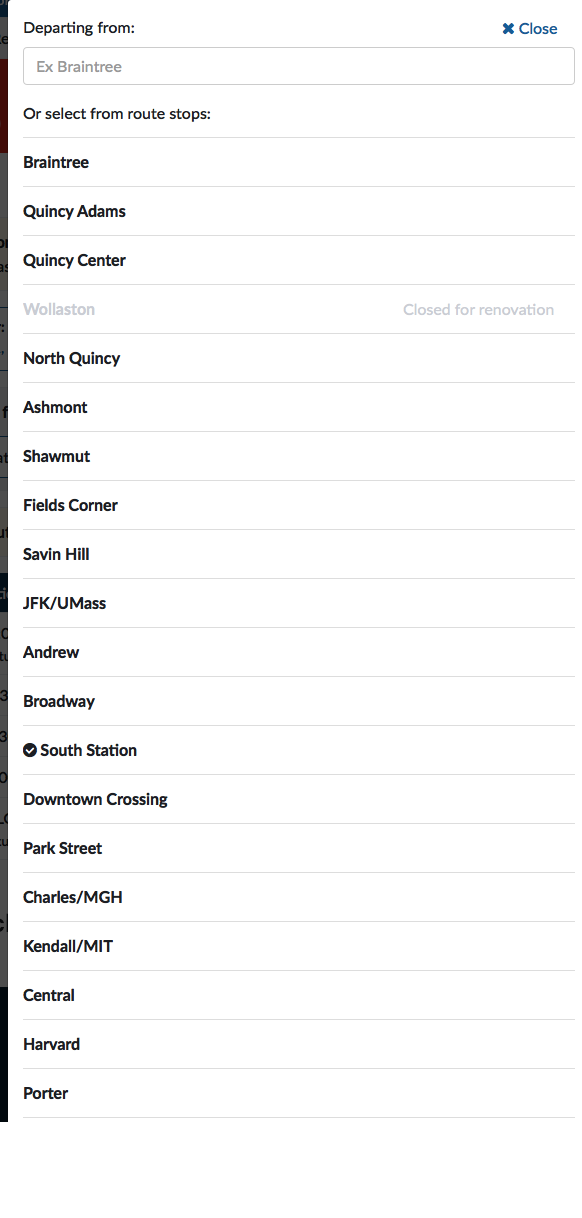 Departing from:
✖ Close
Ex Braintree
Or select from route stops:
Braintree
Quincy Adams
Quincy Center
Wollaston Closed for renovation
North Quincy
Ashmont
Shawmut
Fields Corner
Savin Hill
JFK/UMass
Andrew
Broadway
South Station
Downtown Crossing
Park Street
Charles/MGH
Kendall/MIT
Central
Harvard
Porter